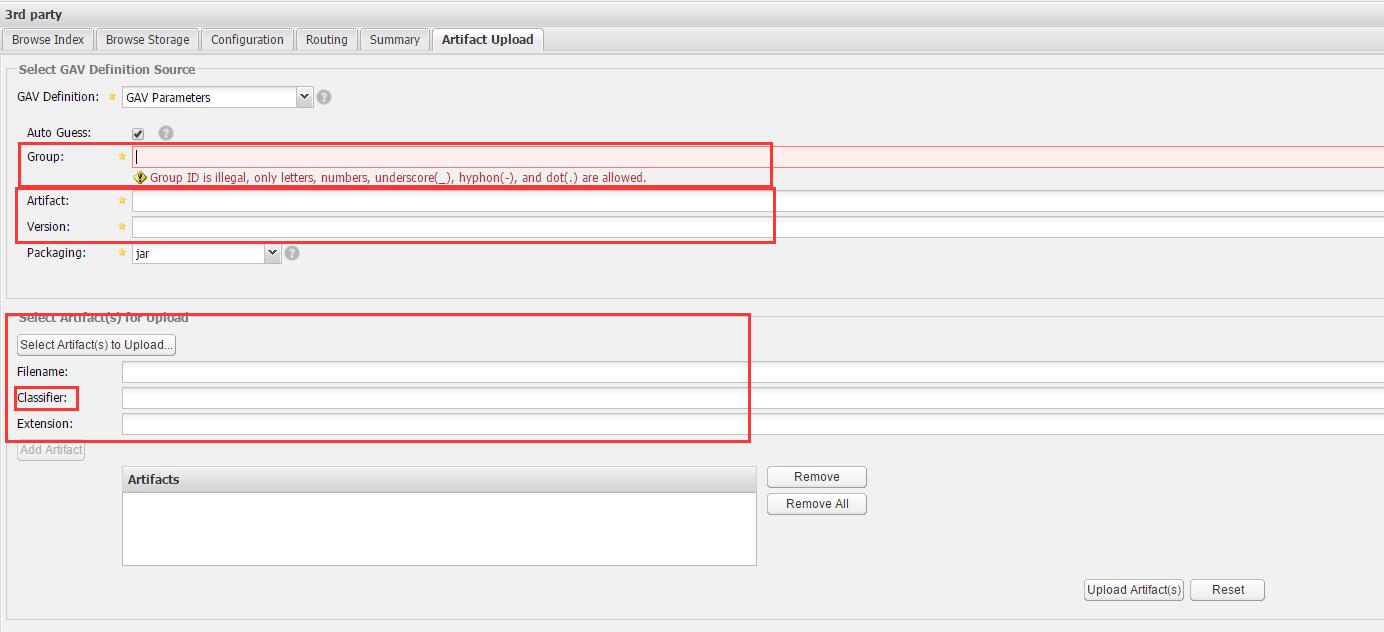 3rd party
Browse Index Browse Storage Configuration Routing Summary Artifact Upload
Select GAV Definition Source
GAV Definition: GAV Parameters ?
Auto Guess: ?
Group:
Group ID is illegal, only letters, numbers, underscore(_), hyphon(-), and dot(.) are allowed.
Artifact:
Version:
Packaging: jar ?
Select Artifact(s) for Upload
Select Artifact(s) to Upload...
Filename:
Classifier:
Extension:
Add Artifact
Artifacts
Remove
Remove All
Upload Artifact(s) Reset